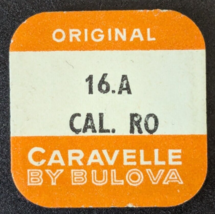 ORIGINAL
16.A
CAL. RO
CARAVELLE
BY BULOVA